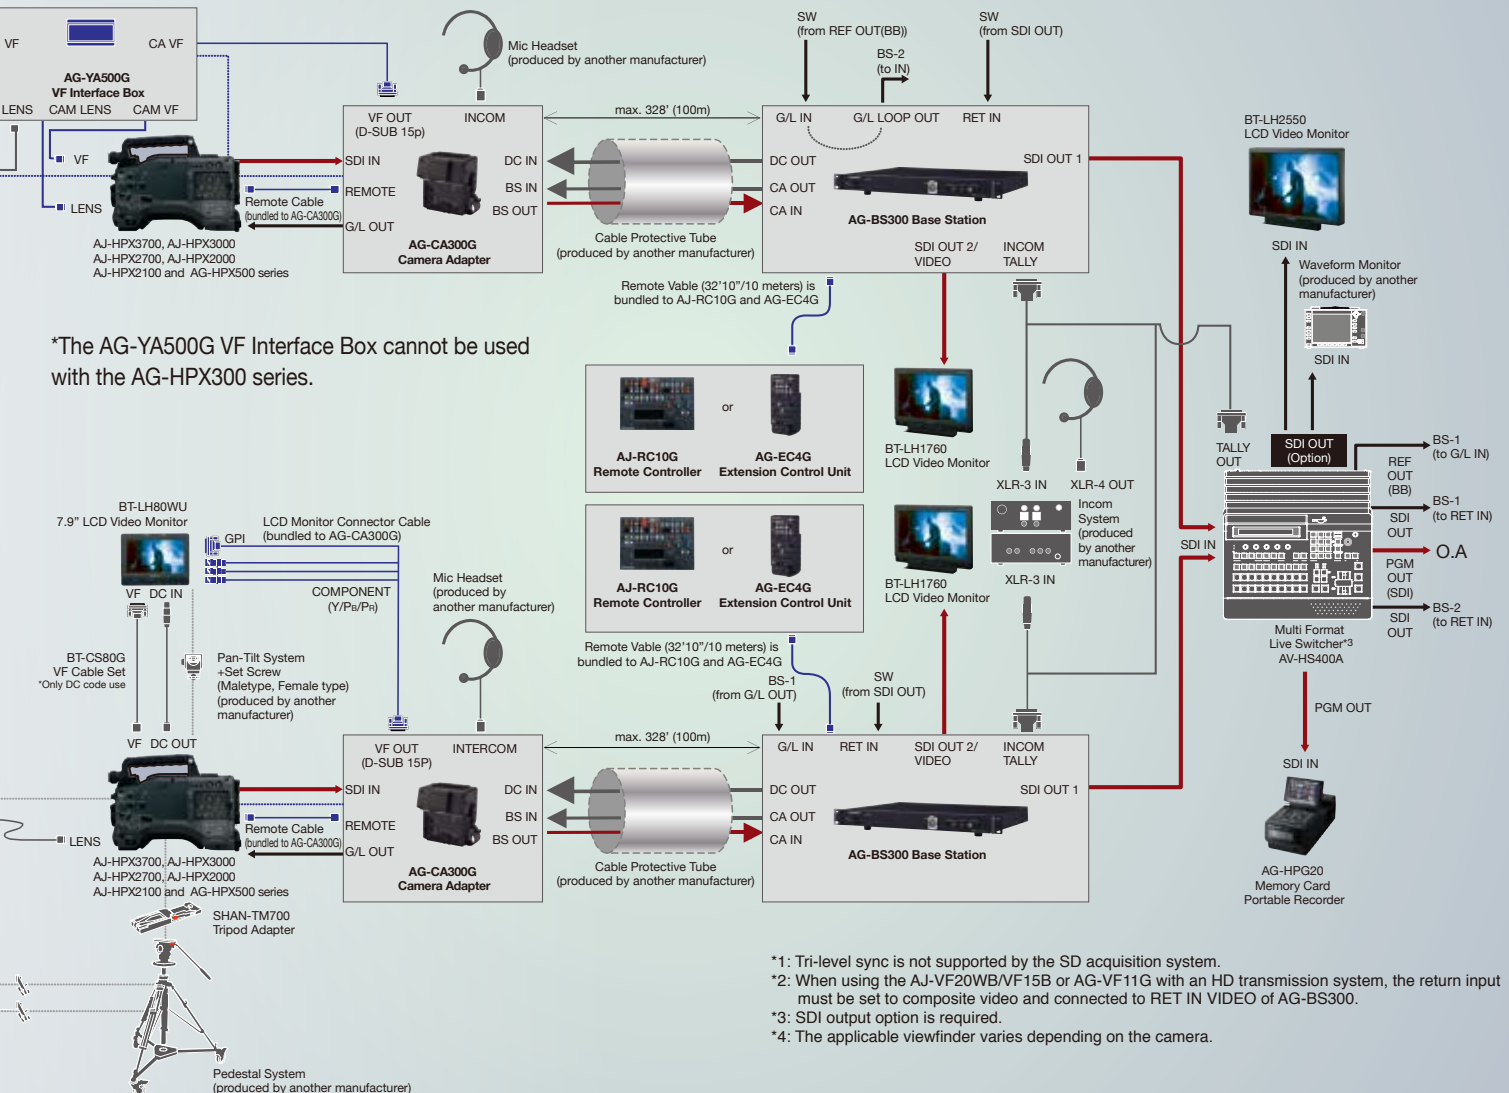 VF
CA VF
AG-YA500G
VF Interface Box
LENS
CAM LENS
CAM VF
VF
LENS
AJ-HPX3700, AJ-HPX3000
AJ-HPX2700, AJ-HPX2000
AJ-HPX2100 and AG-HPX500 series
Mic Headset
(produced by another manufacturer)
VF OUT
(D-SUB 15p)
INCOM
SDI IN
REMOTE
G/L OUT
DC IN
BS IN
BS OUT
AG-CA300G
Camera Adapter
Remote Cable
(bundled to AG-CA300G)
max. 328' (100m)
Cable Protective Tube
(produced by another manufacturer)
SW
(from REF OUT(BB))
BS-2
(to IN)
SW
(from SDI OUT)
G/L IN
G/L LOOP OUT
RET IN
DC OUT
CA OUT
CA IN
SDI OUT 1
AG-BS300 Base Station
SDI OUT 2/
VIDEO
INCOM
TALLY
Remote Vable (32'10"/10 meters) is
bundled to AJ-RC10G and AG-EC4G
*The AG-YA500G VF Interface Box cannot be used
with the AG-HPX300 series.
AJ-RC10G
Remote Controller
or
AG-EC4G
Extension Control Unit
BT-LH1760
LCD Video Monitor
XLR-3 IN
XLR-4 OUT
Incom
System
(produced
by another
manufacturer)
XLR-3 IN
AJ-RC10G
Remote Controller
or
AG-EC4G
Extension Control Unit
BT-LH1760
LCD Video Monitor
Remote Vable (32'10"/10 meters) is
bundled to AJ-RC10G and AG-EC4G
BT-LH2550
LCD Video Monitor
SDI IN
Waveform Monitor
(produced by another
manufacturer)
SDI IN
TALLY
OUT
SDI OUT
(Option)
REF
OUT
(BB)
BS-1
(to G/L IN)
SDI
OUT
BS-1
(to RET IN)
SDI IN
PGM
OUT
(SDI)
O.A
SDI
OUT
BS-2
(to RET IN)
Multi Format
Live Switcher*3
AV-HS400A
PGM OUT
SDI IN
AG-HPG20
Memory Card
Portable Recorder
BT-LH80WU
7.9" LCD Video Monitor
LCD Monitor Connector Cable
(bundled to AG-CA300G)
GPI
VF
DC IN
COMPONENT
(Y/PB/PR)
BT-CS80G
VF Cable Set
*Only DC code use
Pan-Tilt System
+Set Screw
(Maletype, Female type)
(produced by another
manufacturer)
VF
DC OUT
LENS
AJ-HPX3700, AJ-HPX3000
AJ-HPX2700, AJ-HPX2000
AJ-HPX2100 and AG-HPX500 series
Mic Headset
(produced by
another manufacturer)
VF OUT
(D-SUB 15P)
INTERCOM
SDI IN
REMOTE
G/L OUT
DC IN
BS IN
BS OUT
AG-CA300G
Camera Adapter
Remote Cable
(bundled to AG-CA300G)
max. 328' (100m)
Cable Protective Tube
(produced by another manufacturer)
BS-1
(from G/L OUT)
SW
(from SDI OUT)
G/L IN
RET IN
SDI OUT 2/
VIDEO
INCOM
TALLY
DC OUT
CA OUT
CA IN
SDI OUT 1
AG-BS300 Base Station
SHAN-TM700
Tripod Adapter
Pedestal System
(produced by another manufacturer)
*1: Tri-level sync is not supported by the SD acquisition system.
*2: When using the AJ-VF20WB/VF15B or AG-VF11G with an HD transmission system, the return input
must be set to composite video and connected to RET IN VIDEO of AG-BS300.
*3: SDI output option is required.
*4: The applicable viewfinder varies depending on the camera.